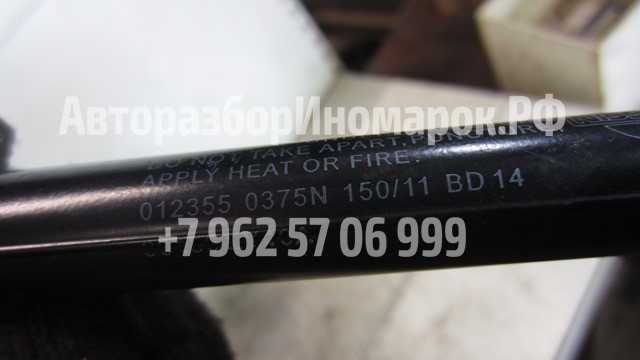 АвторазборИномарок.РФ
DO NOT TAKE APART,
APPLY HEAT OR FIRE.
012355 0375N 150/11 BD 14
+7 962 57 06 999